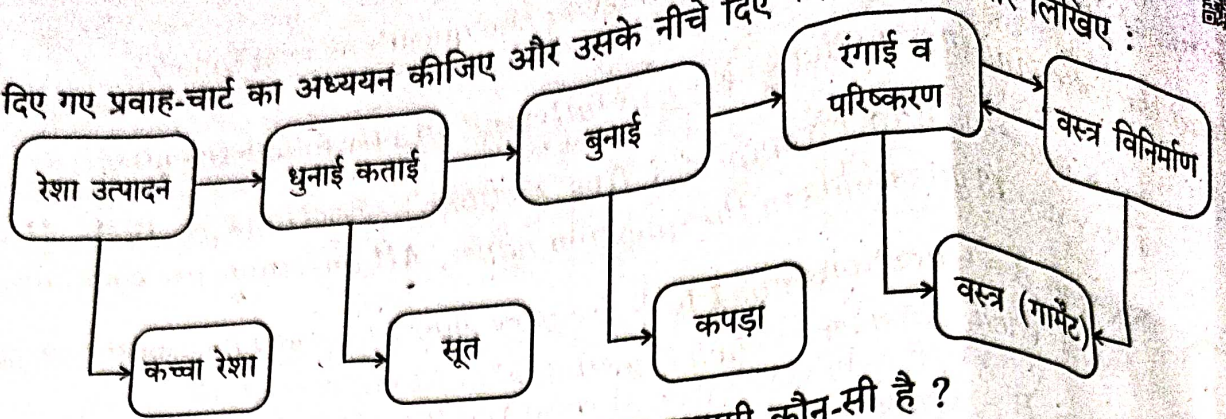 दिए गए प्रवाह-चार्ट का अध्ययन कीजिए और उसके नीचे दिए लिखिए :
रेशा उत्पादन
धुनाई कताई
बुनाई
रंगाई व
परिष्करण
वस्त्र विनिर्माण
कच्चा रेशा
सूत
कपड़ा
वस्त्र (गार्मेंट)
कौन-सी है ?